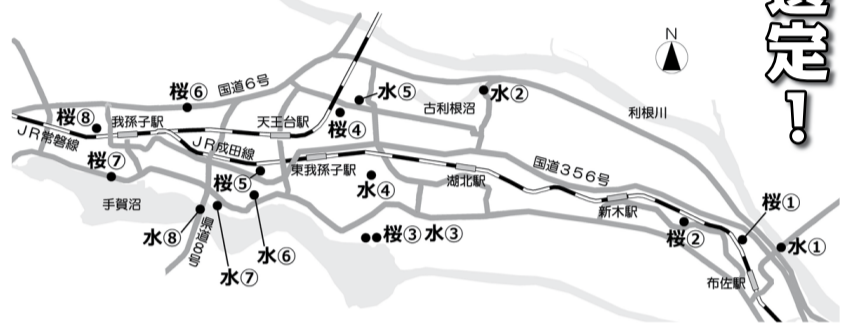 選定!
N
国道6号
桜⑥
水⑤
水②
古利根沼
利根川
桜⑧
我孫子駅
天王台駅
桜④
JR常磐線
JR成田線
東我孫子駅
国道356号
桜⑦
桜⑤
水④
湖北駅
手賀沼
新木駅
桜①
水⑧
県道8号
水⑥
桜③ 水③
桜②
水①
水⑦
布佐駅